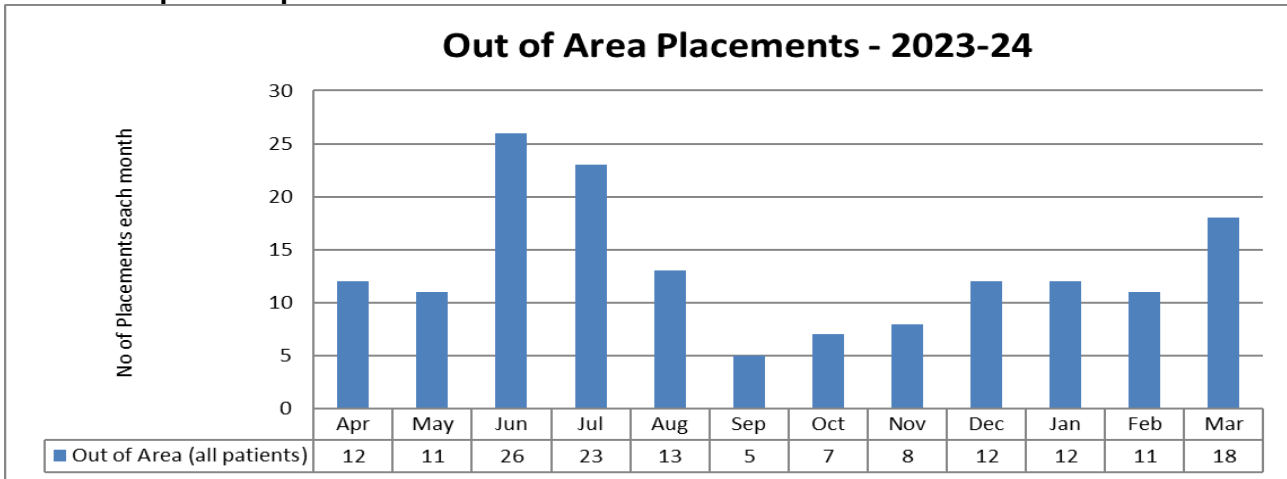 Out of Area Placements - 2023-24
No of Placements each month
30
25
20
15
10
5
0
Apr May Jun Jul Aug Sep Oct Nov Dec Jan Feb Mar
Out of Area (all patients) 12 11 26 23 13 5 7 8 12 12 11 18